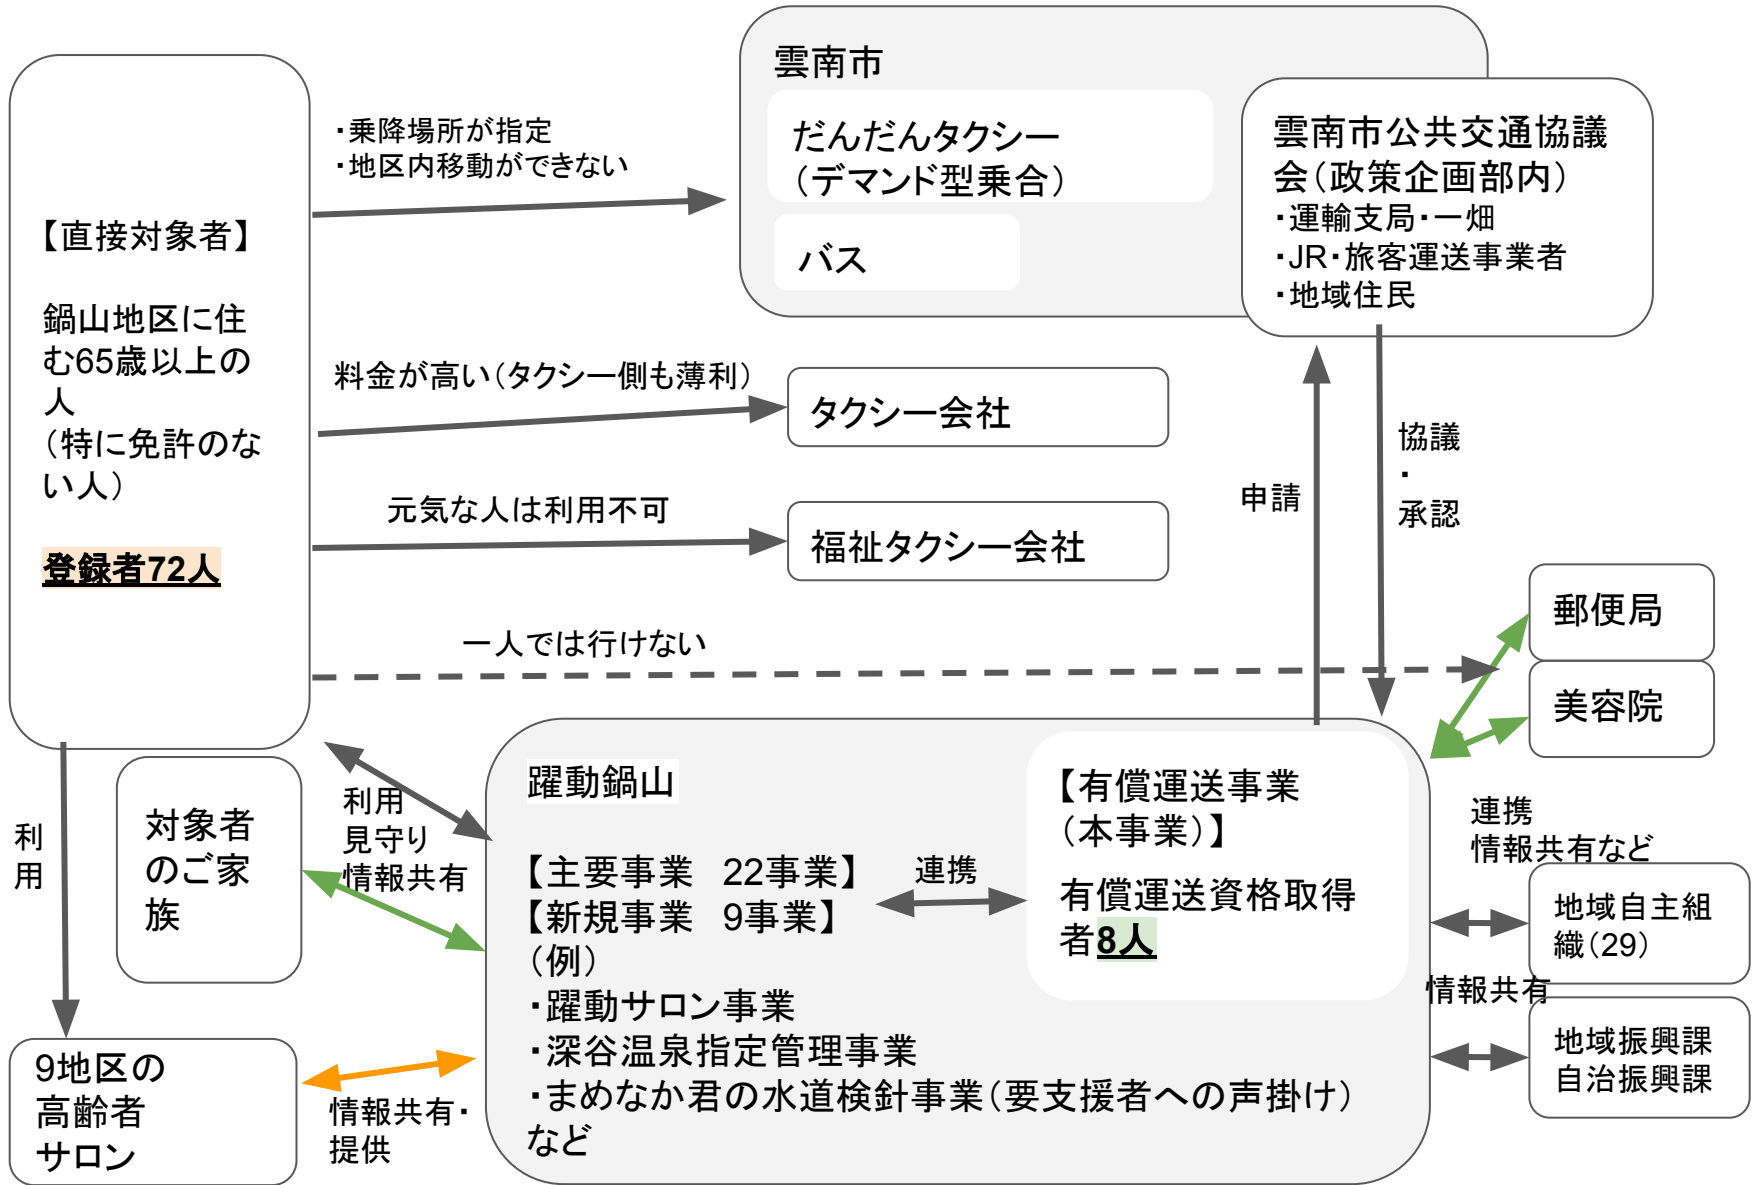 雲南市
だんだんタクシー
（デマンド型乗合）
バス
雲南市公共交通協議
会（政策企画部内）
・運輸支局・一畑
・JR・旅客運送事業者
・地域住民
・乗降場所が指定
・地区内移動ができない
【直接対象者】
鍋山地区に住
む65歳以上の
人
（特に免許のな
い人）
登録者72人
料金が高い（タクシー側も薄利）
タクシー会社
元気な人は利用不可
福祉タクシー会社
一人では行けない
申請
協議
・
承認
郵便局
美容院
利
用
対象者
のご家
族
利用
見守り
情報共有
躍動鍋山
【主要事業　22事業】
【新規事業　9事業】
（例）
・躍動サロン事業
・深谷温泉指定管理事業
・まめなか君の水道検針事業（要支援者への声掛け）
など
連携
【有償運送事業
（本事業）】
有償運送資格取得
者8人
連携
情報共有など
地域自主組
織（29）
情報共有
地域振興課
自治振興課
9地区の
高齢者
サロン
情報共有・
提供